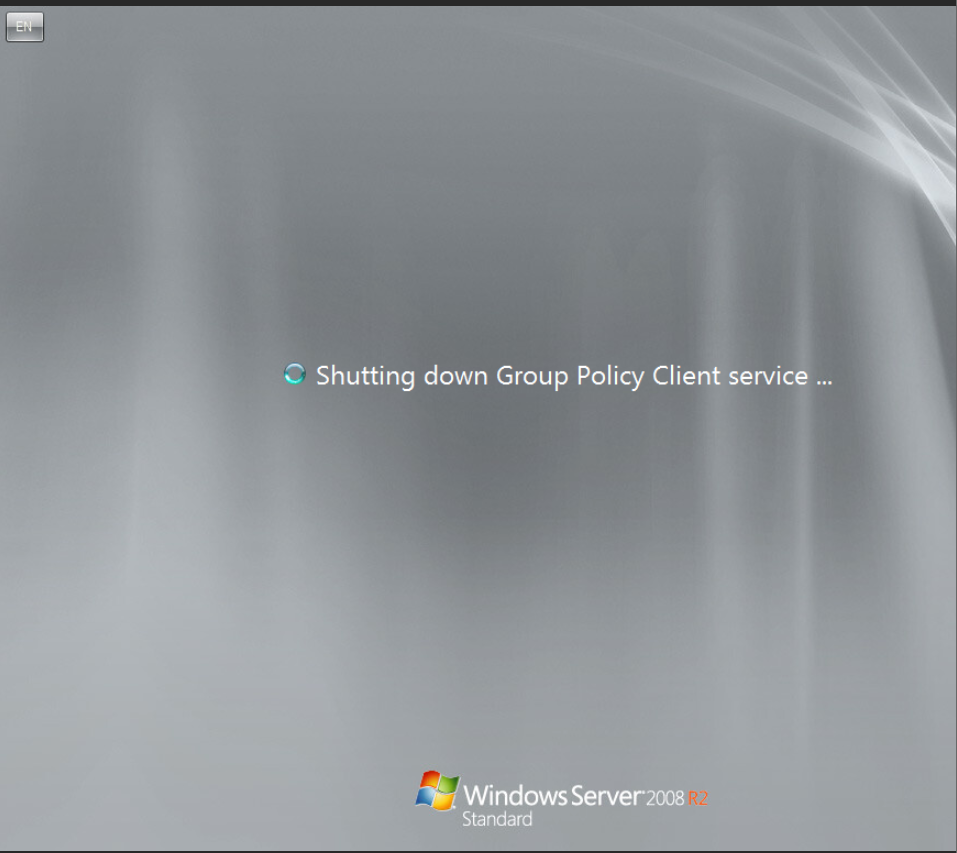 EN
Shutting down Group Policy Client service ...
Windows Server 2008 R2
Standard